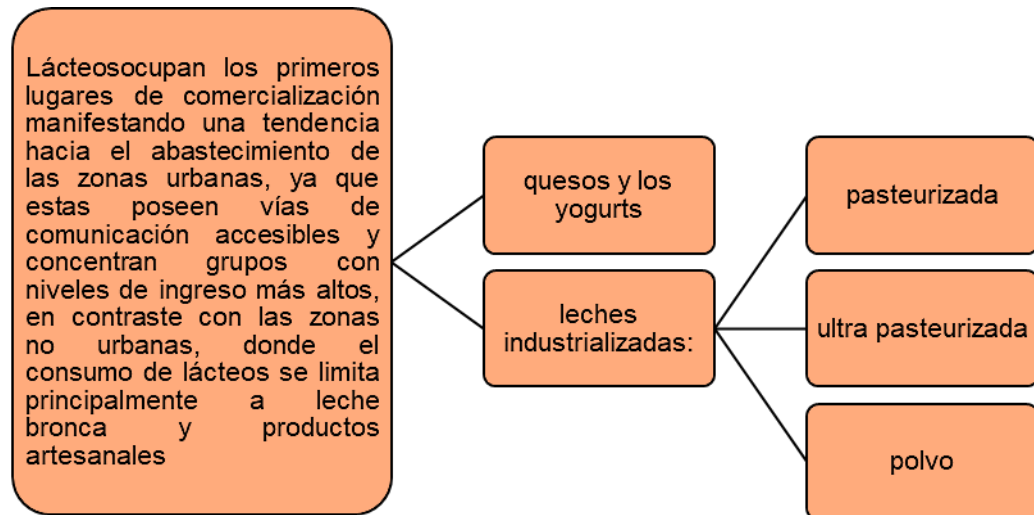 Lácteosocupan los primeros
lugares de comercialización
manifestando una tendencia
hacia el abastecimiento de
las zonas urbanas, ya que
estas poseen vías de
comunicación accesibles y
concentran grupos con
niveles de ingreso más altos,
en contraste con las zonas
no urbanas, donde el
consumo de lácteos se limita
principalmente a leche
bronca y productos
artesanales
quesos y los
yogurts
leches
industrializadas:
pasteurizada
ultra pasteurizada
polvo